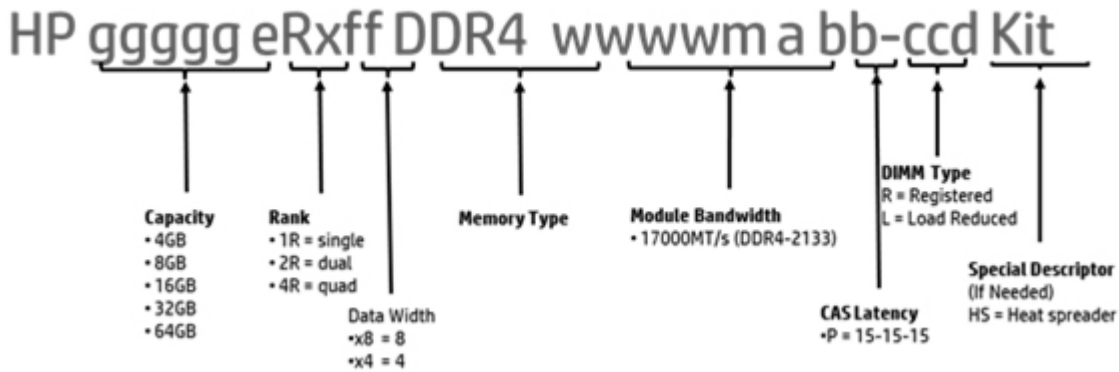 HP ggggg eRxff DDR4 wwwwm a bb-ccd Kit
Capacity
• 4GB
• 8GB
• 16GB
• 32GB
• 64GB
Rank
• 1R = single
• 2R = dual
• 4R = quad
Data Width
•x8 = 8
•x4 = 4
Memory Type
Module Bandwidth
• 17000MT/s (DDR4-2133)
CAS Latency
•P = 15-15-15
DIMM Type
R = Registered
L = Load Reduced
Special Descriptor
(If Needed)
HS = Heat spreader